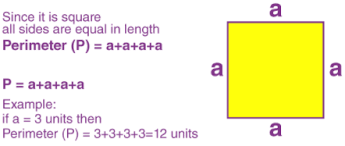 Since it is square
all sides are equal in length
Perimeter (P) = a+a+a+a
P = a+a+a+a
Example:
if a = 3 units then
Perimeter (P) = 3+3+3+3=12 units
a
a
a
a